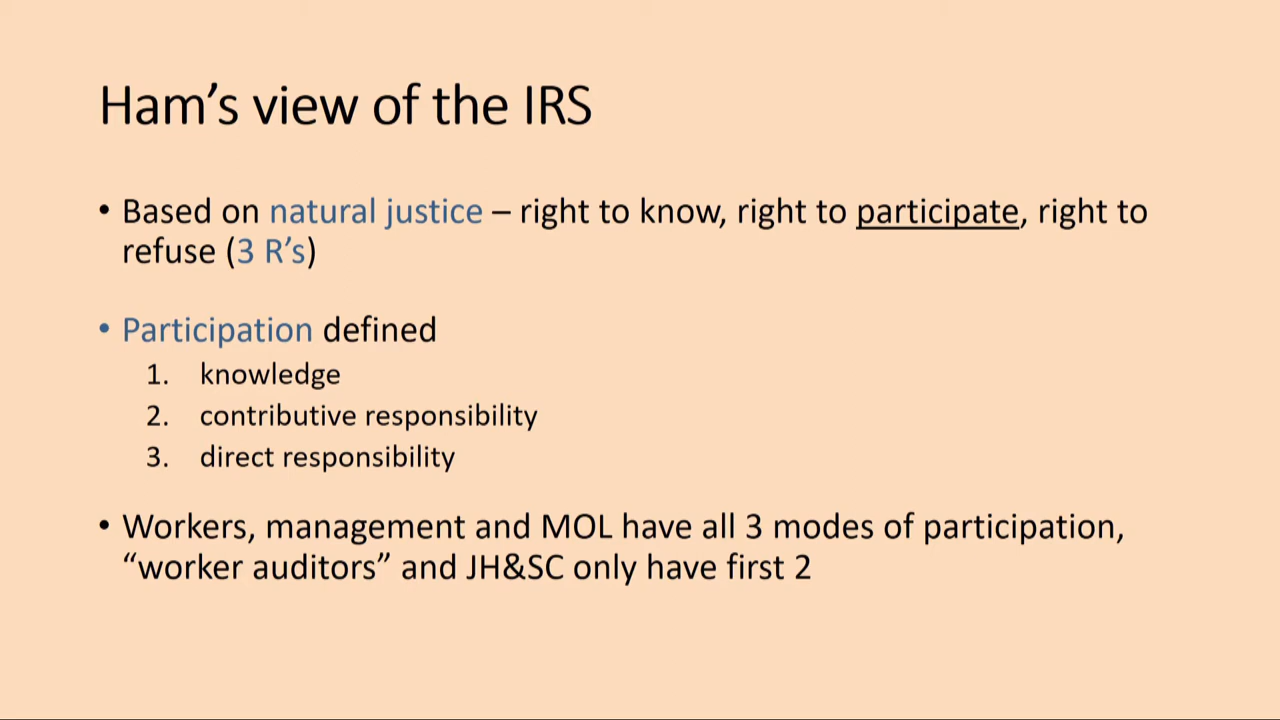 Ham’s view of the IRS
• Based on natural justice – right to know, right to participate, right to
refuse (3 R’s)
• Participation defined
1. knowledge
2. contributive responsibility
3. direct responsibility
• Workers, management and MOL have all 3 modes of participation,
“worker auditors” and JH&SC only have first 2